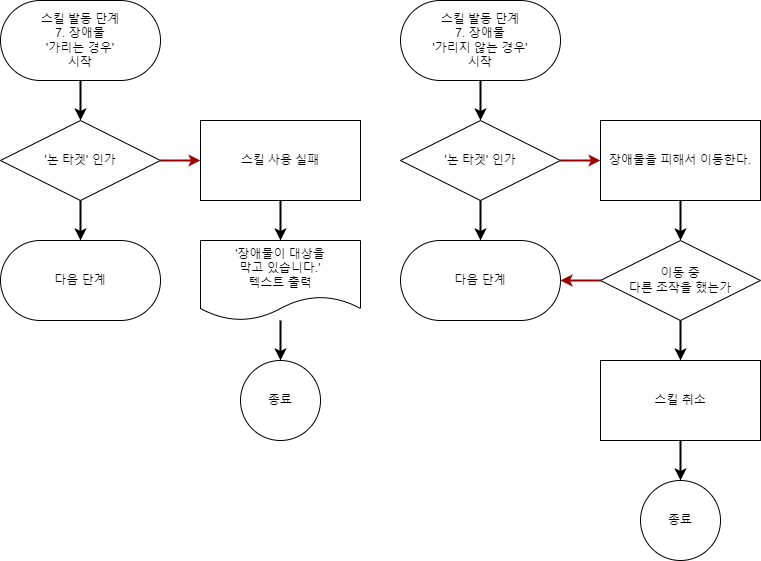 스킬 발동 단계
7. 장애물
'가리는 경우'
시작
'논 타겟' 인가
스킬 사용 실패
다음 단계
'장애물이 대상을
막고 있습니다.'
텍스트 출력
종료
스킬 발동 단계
7. 장애물
'가리지 않는 경우'
시작
'논 타겟' 인가
장애물을 피해서 이동한다.
다음 단계
이동 중
다른 조작을 했는가
스킬 취소
종료